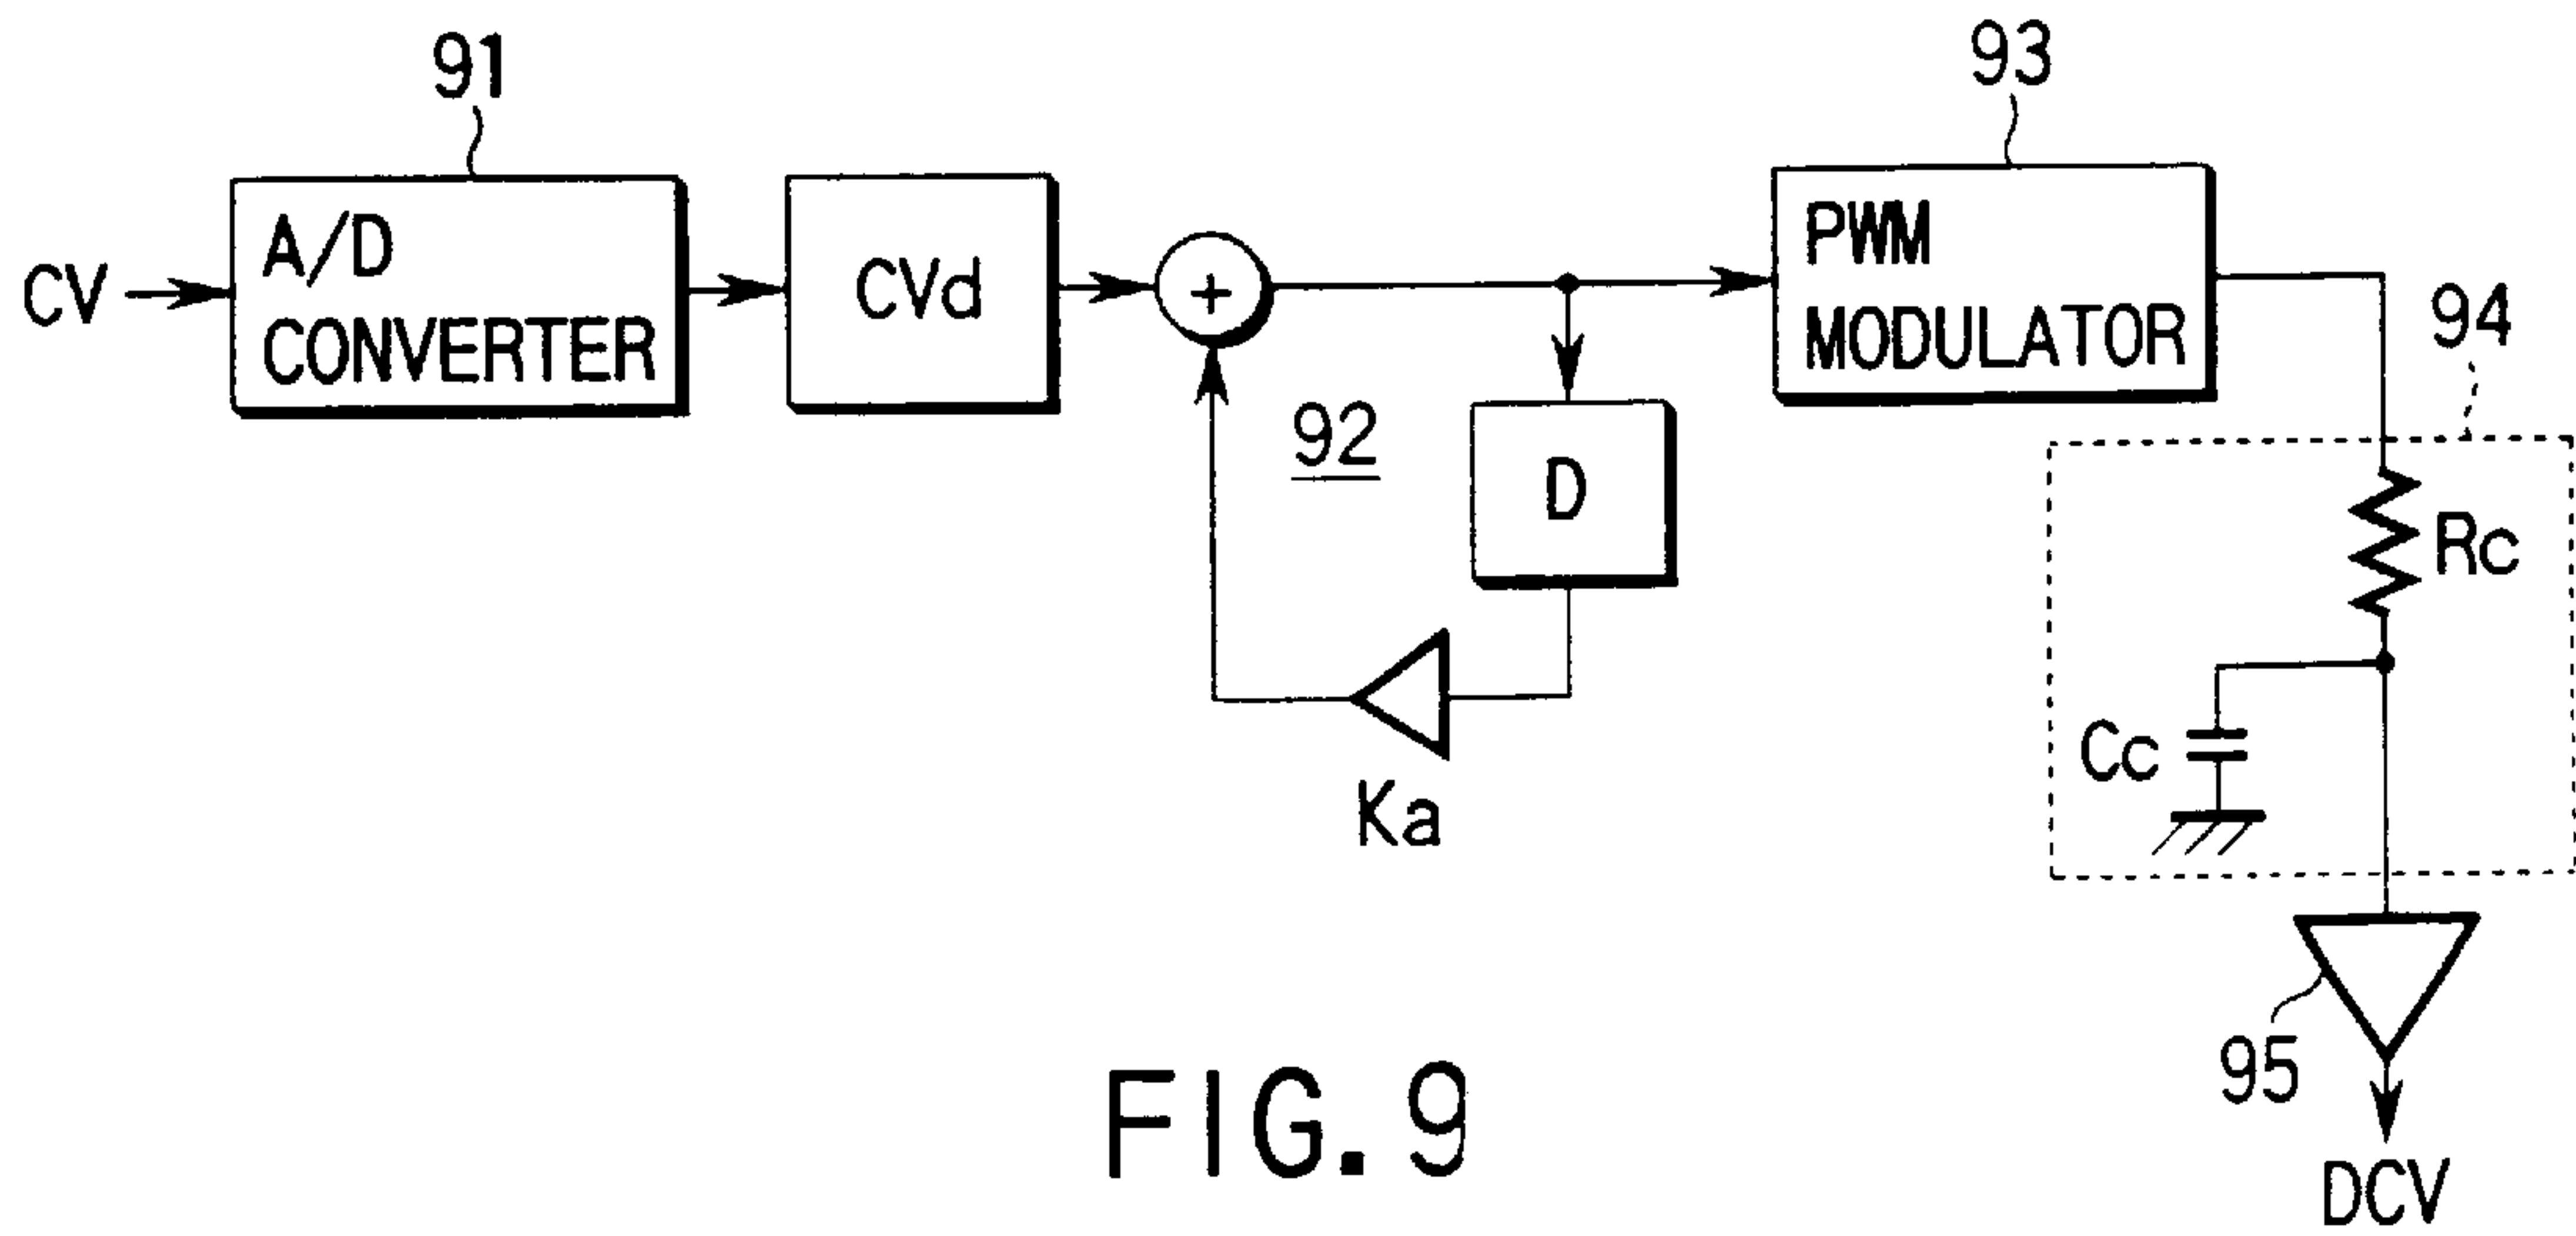 91
93
CV
A/D
CONVERTER
CVd
+
PWM
MODULATOR
94
92
D
Rc
Cc
Ka
95
DCV
FIG. 9